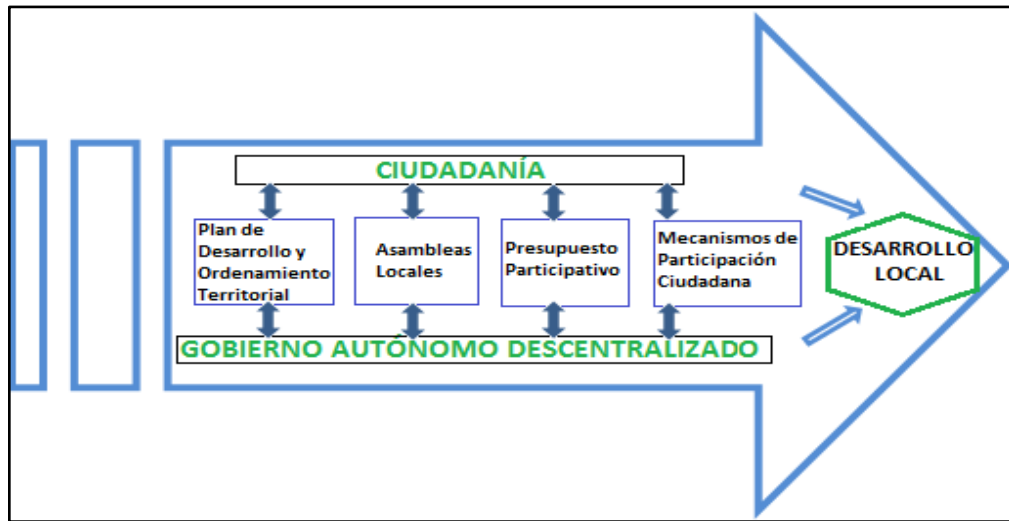 CIUDADANÍA
Plan de
Desarrollo y
Ordenamiento
Territorial
Asambleas
Locales
Presupuesto
Participativo
Mecanismos de
Participación
Ciudadana
DESARROLLO
LOCAL
GOBIERNO AUTÓNOMO DESCENTRALIZADO